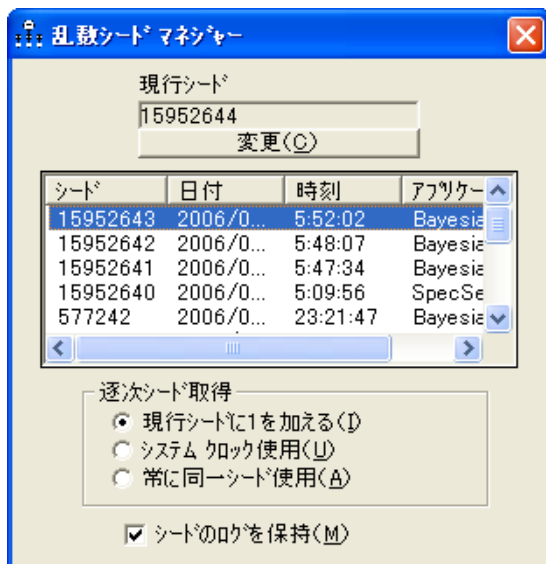 乱数シード マネジャー
現行シード
15952644
変更(C)
シード 日付 時刻 アプリケー
15952643 2006/0... 5:52:02 Bayesia
15952642 2006/0... 5:48:07 Bayesia
15952641 2006/0... 5:47:34 Bayesia
15952640 2006/0... 5:09:56 SpecSe
577242 2006/0... 23:21:47 Bayesia
逐次シード取得
現行シードに1を加える(I)
システム クロック使用(U)
常に同一シード使用(A)
シードのログを保持(M)